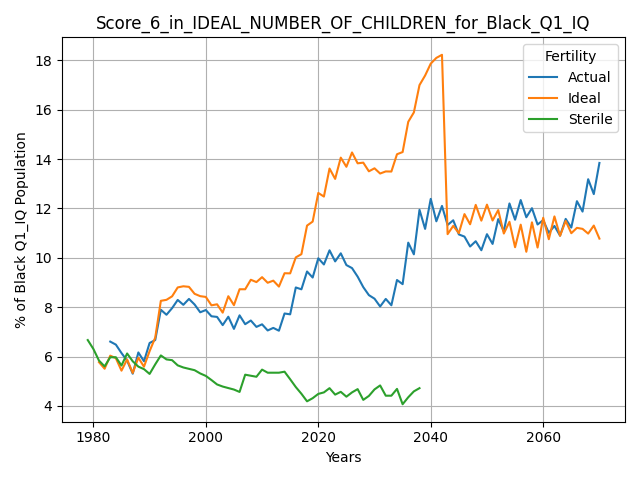 Score_6_in_IDEAL_NUMBER_OF_CHILDREN_for_Black_Q1_IQ
Fertility
Actual
Ideal
Sterile
% of Black Q1_IQ Population
18
16
14
12
10
8
6
4
1980
2000
2020
2040
2060
Years